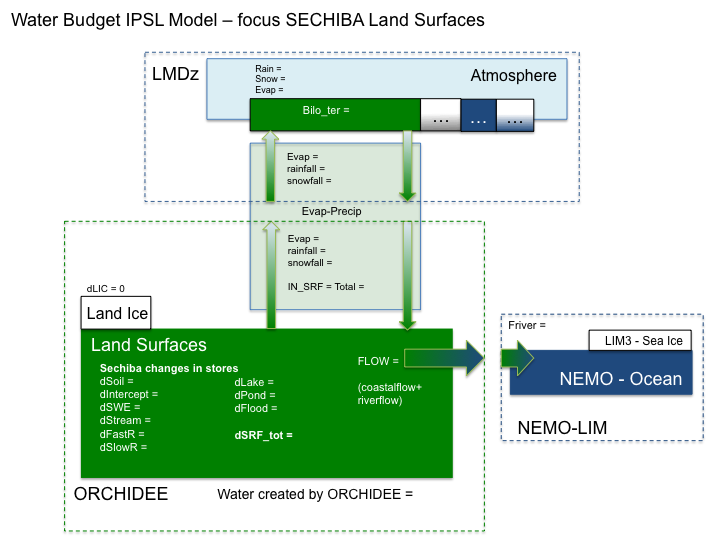 Water Budget IPSL Model – focus SECHIBA Land Surfaces
LMDz
Rain =
Snow =
Evap =
Atmosphere
Bilo_ter =
...
...
...
Evap =
rainfall =
snowfall =
Evap-Precip
Evap =
rainfall =
snowfall =
IN_SRF = Total =
dLIC = 0
Land Ice
Land Surfaces
Sechiba changes in stores
dSoil =
dIntercept =
dSWE =
dStream =
dFastR =
dSlowR =
dLake =
dPond =
dFlood =
dSRF_tot =
FLOW =
(coastalflow+
riverflow)
ORCHIDEE
Water created by ORCHIDEE =
Friver =
LIM3 - Sea Ice
NEMO - Ocean
NEMO-LIM